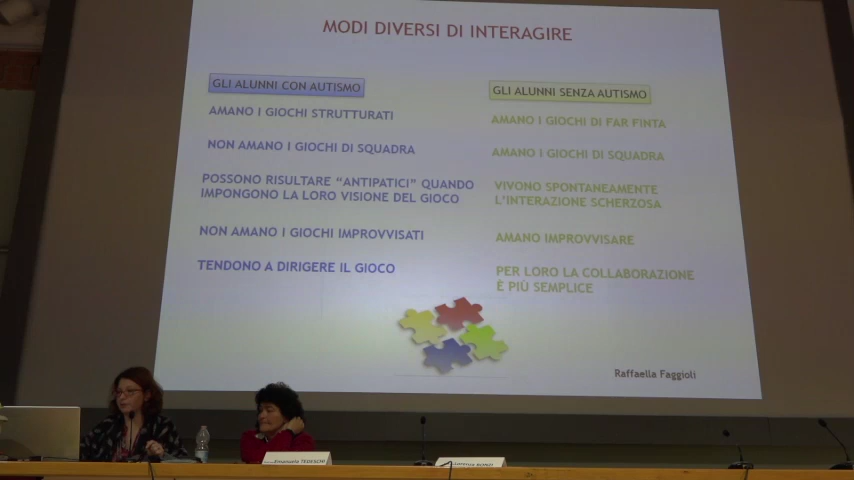 MODI DIVERSI DI INTERAGIRE
GLI ALUNNI CON AUTISMO
AMANO I GIOCHI STRUTTURATI
NON AMANO I GIOCHI DI SQUADRA
POSSONO RISULTARE “ANTIPATICI” QUANDO
IMPONGONO LA LORO VISIONE DEL GIOCO
NON AMANO I GIOCHI IMPROVVISATI
TENDONO A DIRIGERE IL GIOCO
GLI ALUNNI SENZA AUTISMO
AMANO I GIOCHI DI FAR FINTA
AMANO I GIOCHI DI SQUADRA
VIVONO SPONTANEAMENTE
L'INTERAZIONE SCHERZOSA
AMANO IMPROVVISARE
PER LORO LA COLLABORAZIONE
È PIÙ SEMPLICE
Raffaella Faggioli
Emanuela TEDESCHI